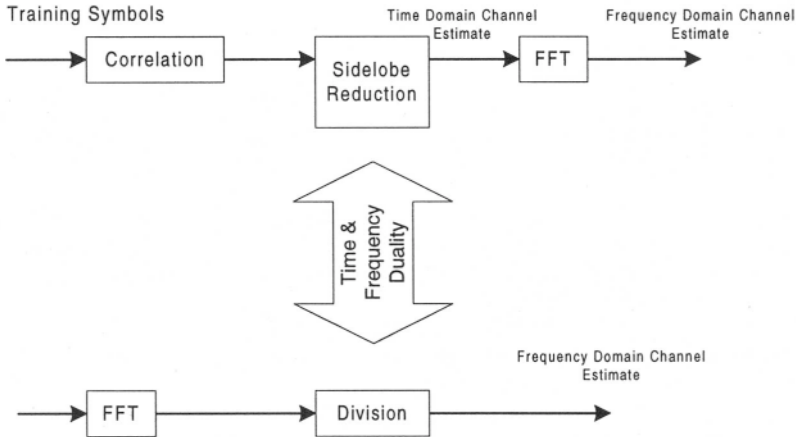 Training Symbols
Time Domain Channel
Estimate
Frequency Domain Channel
Estimate
Correlation
Sidelobe
Reduction
FFT
Time &
Frequency
Duality
Frequency Domain Channel
Estimate
FFT
Division